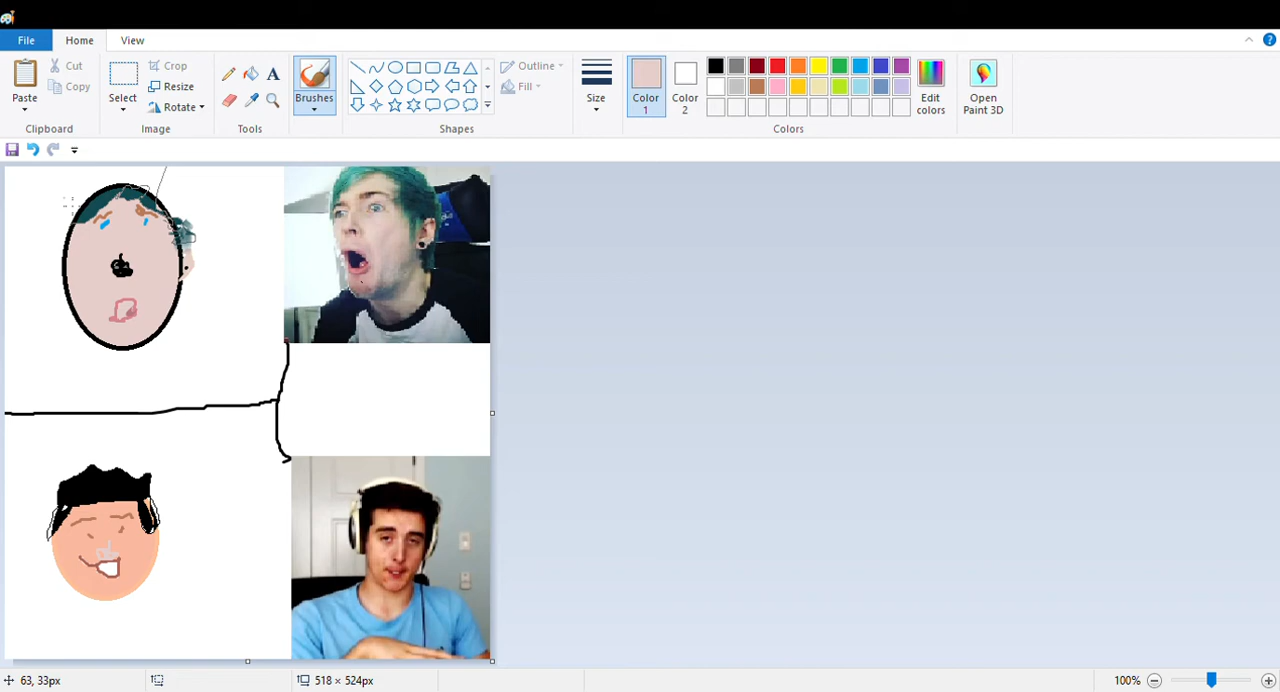 File Home View
Cut
Copy
Paste
Clipboard
Crop
Resize
Rotate
Select
Image
A
Tools
Brushes
Outline
Fill
Shapes
Size
Color
1
Color
2
Edit
colors
Colors
Open
Paint 3D
63, 33px
518 × 524px
100%